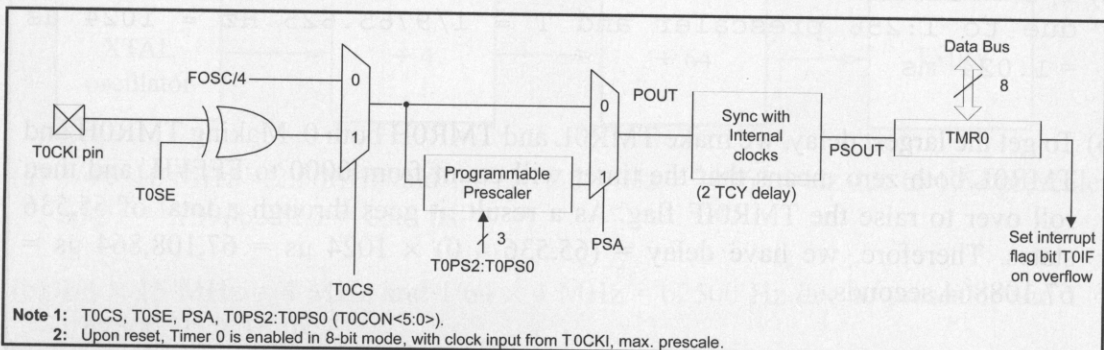 FOSC/4
T0CKI pin
T0SE
0
T0CS
Programmable
Prescaler
3
T0PS2:T0PS0
0
PSA
POUT
Sync with
Internal
clocks
(2 TCY delay)
PSOUT
Data Bus
8
TMR0
Set Interrupt
flag bit T0IF
on overflow
Note 1: T0CS, T0SE, PSA, T0PS2:T0PS0 (T0CON<5:0>).
2: Upon reset, Timer 0 is enabled in 8-bit mode, with clock input from T0CKI, max. prescale.